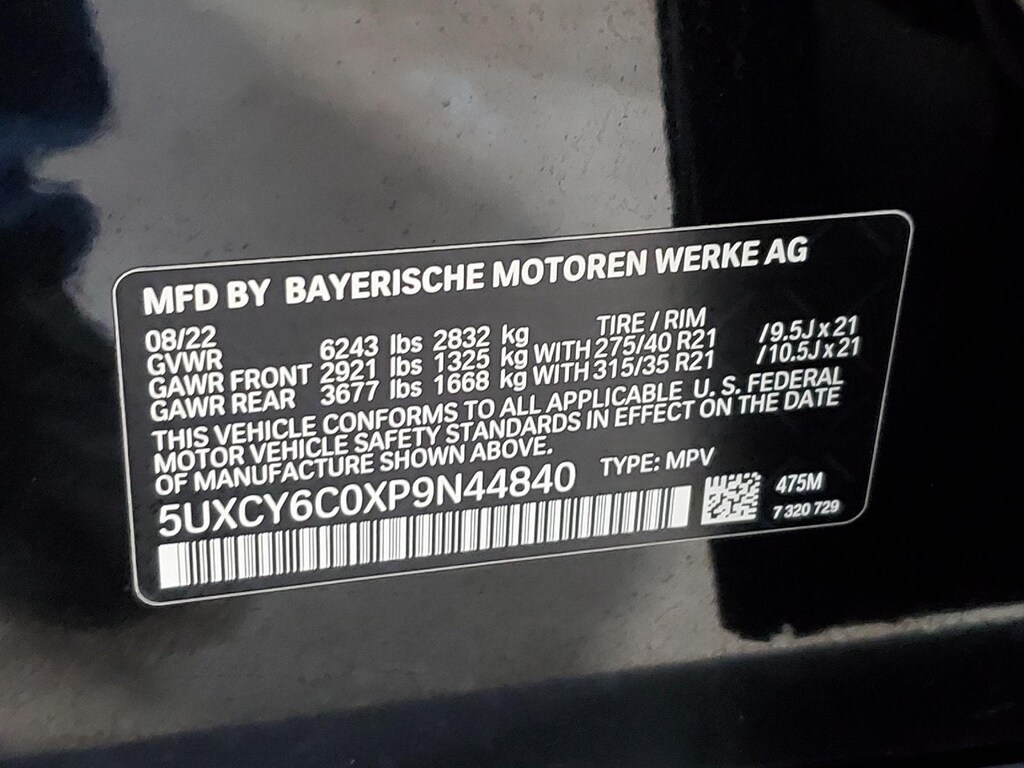 MFD BY BAYERISCHE MOTOREN WERKE AG
08/22 TIRE / RIM
GVWR 6243 lbs 2832 kg
GAWR FRONT 2921 lbs 1325 kg WITH 275/40 R21 /9.5J x 21
GAWR REAR 3677 lbs 1668 kg WITH 315/35 R21 /10.5J x 21
THIS VEHICLE CONFORMS TO ALL APPLICABLE U. S. FEDERAL
MOTOR VEHICLE SAFETY STANDARDS IN EFFECT ON THE DATE
OF MANUFACTURE SHOWN ABOVE.
5UXCY6C0XP9N44840 TYPE: MPV
475M
7 320 729